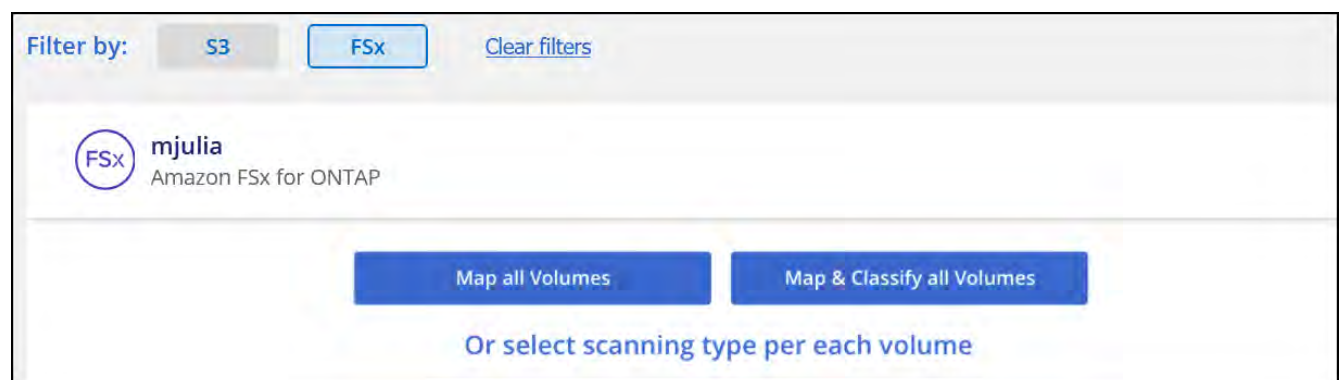 Filter by: S3 FSx Clear filters
FSx
mjulia
Amazon FSx for ONTAP
Map all Volumes Map & Classify all Volumes
Or select scanning type per each volume